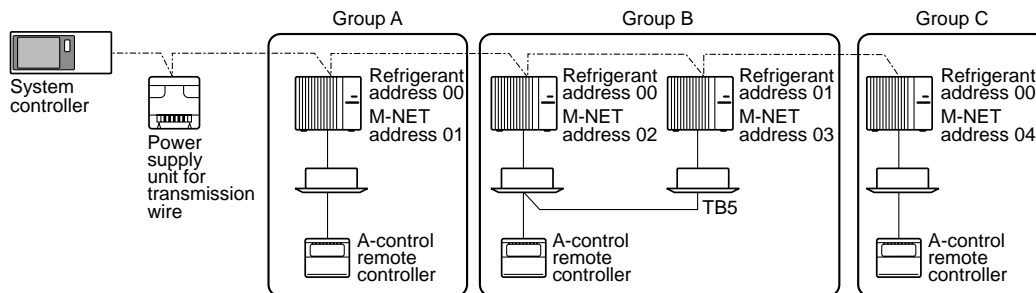 Group A
Group B
Group C
System
controller
Power
supply
unit for
transmission
wire
Refrigerant
address 00
M-NET
address 01
A-control
remote
controller
Refrigerant
address 00
M-NET
address 02
Refrigerant
address 01
M-NET
address 03
TB5
A-control
remote
controller
Refrigerant
address 00
M-NET
address 04
A-control
remote
controller